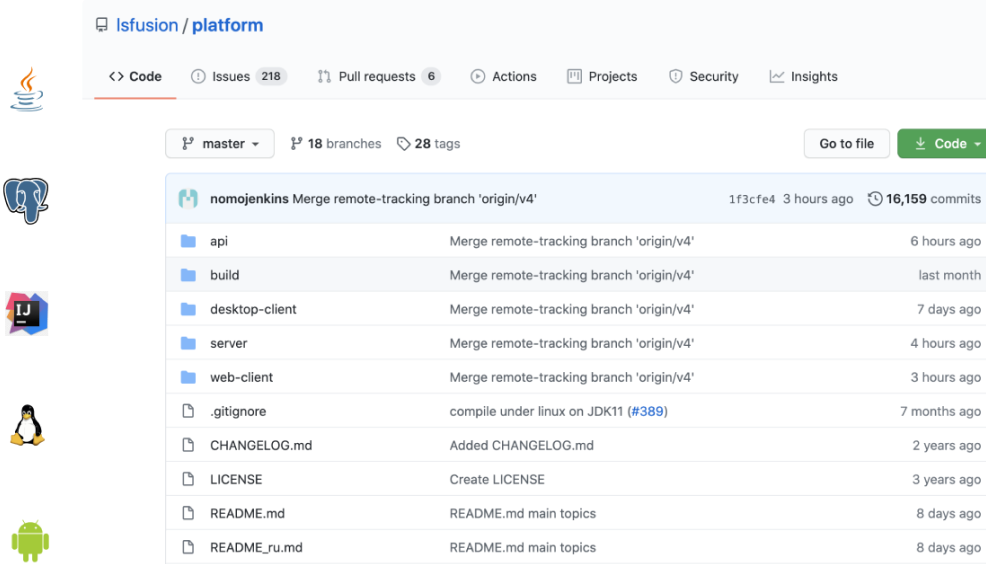 lsfusion / platform
<> Code Issues 218 Pull requests 6 Actions Projects Security Insights
master 18 branches 28 tags Go to file Code
nomojenkins Merge remote-tracking branch 'origin/v4' 1f3cfe4 3 hours ago 16,159 commits
api Merge remote-tracking branch 'origin/v4' 6 hours ago
build Merge remote-tracking branch 'origin/v4' last month
IJ
desktop-client Merge remote-tracking branch 'origin/v4' 7 days ago
server Merge remote-tracking branch 'origin/v4' 4 hours ago
web-client Merge remote-tracking branch 'origin/v4' 3 hours ago
.gitignore compile under linux on JDK11 (#389) 7 months ago
CHANGELOG.md Added CHANGELOG.md 2 years ago
LICENSE Create LICENSE 3 years ago
README.md README.md main topics 8 days ago
README_ru.md README.md main topics 8 days ago